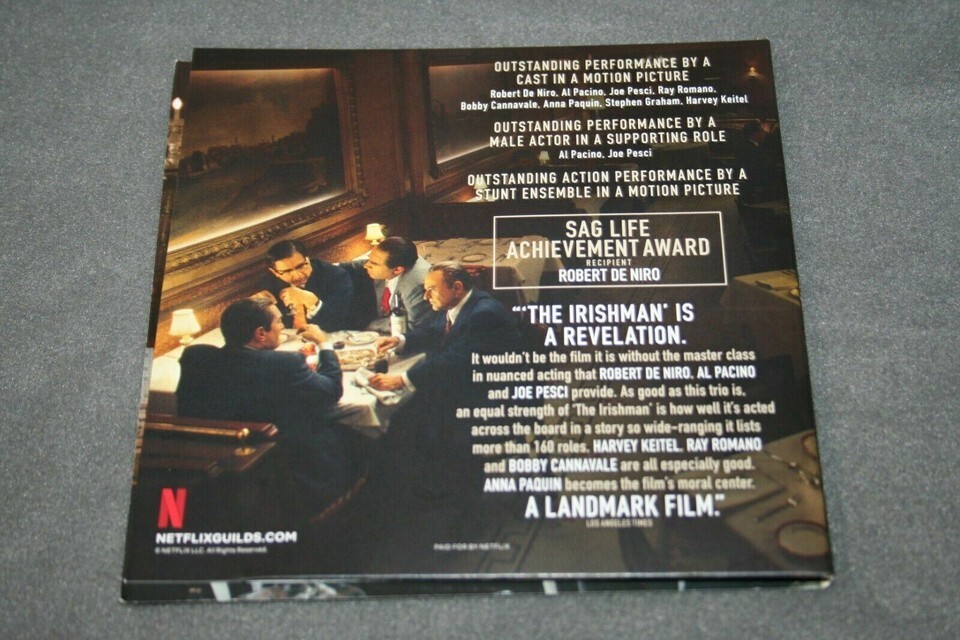 OUTSTANDING PERFORMANCE BY A
CAST IN A MOTION PICTURE
Robert De Niro, Al Pacino, Joe Pesci, Ray Romano,
Bobby Cannavale, Anna Paquin, Stephen Graham, Harvey Keitel
OUTSTANDING PERFORMANCE BY A
MALE ACTOR IN A SUPPORTING ROLE
Al Pacino, Joe Pesci
OUTSTANDING ACTION PERFORMANCE BY A
STUNT ENSEMBLE IN A MOTION PICTURE
SAG LIFE
ACHIEVEMENT AWARD
RECIPIENT
ROBERT DE NIRO
“‘THE IRISHMAN’ IS
A REVELATION.
It wouldn't be the film it is without the master class
in nuanced acting that ROBERT DE NIRO, AL PACINO
and JOE PESCI provide. As good as this trio is,
an equal strength of ‘The Irishman’ is how well it's acted
across the board in a story so wide-ranging it lists
more than 160 roles. HARVEY KEITEL, RAY ROMANO
and BOBBY CANNAVALE are all especially good.
ANNA PAQUIN becomes the film's moral center.
A LANDMARK FILM.”
LOS ANGELES TIMES
N
NETFLIXGUILDS.COM
© NETFLIX LLC. All Rights Reserved.
PAID FOR BY NETFLIX